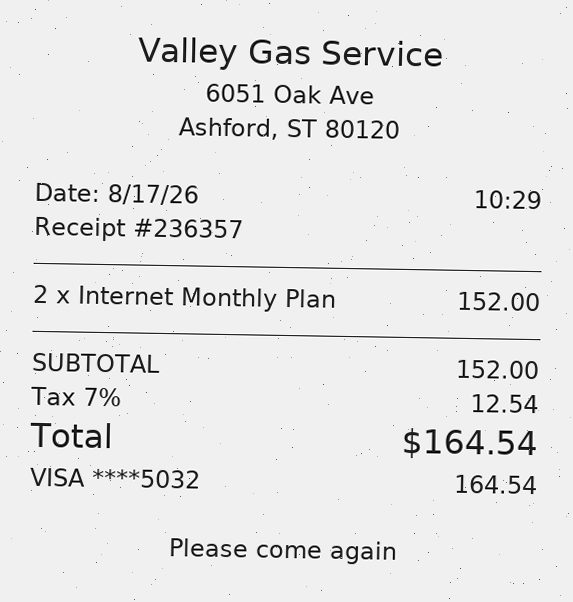 Valley Gas Service
6051 Oak Ave
Ashford, ST 80120
Date: 8/17/26 10:29
Receipt #236357
2 x Internet Monthly Plan 152.00
SUBTOTAL 152.00
Tax 7% 12.54
Total $164.54
VISA ****5032 164.54
Please come again